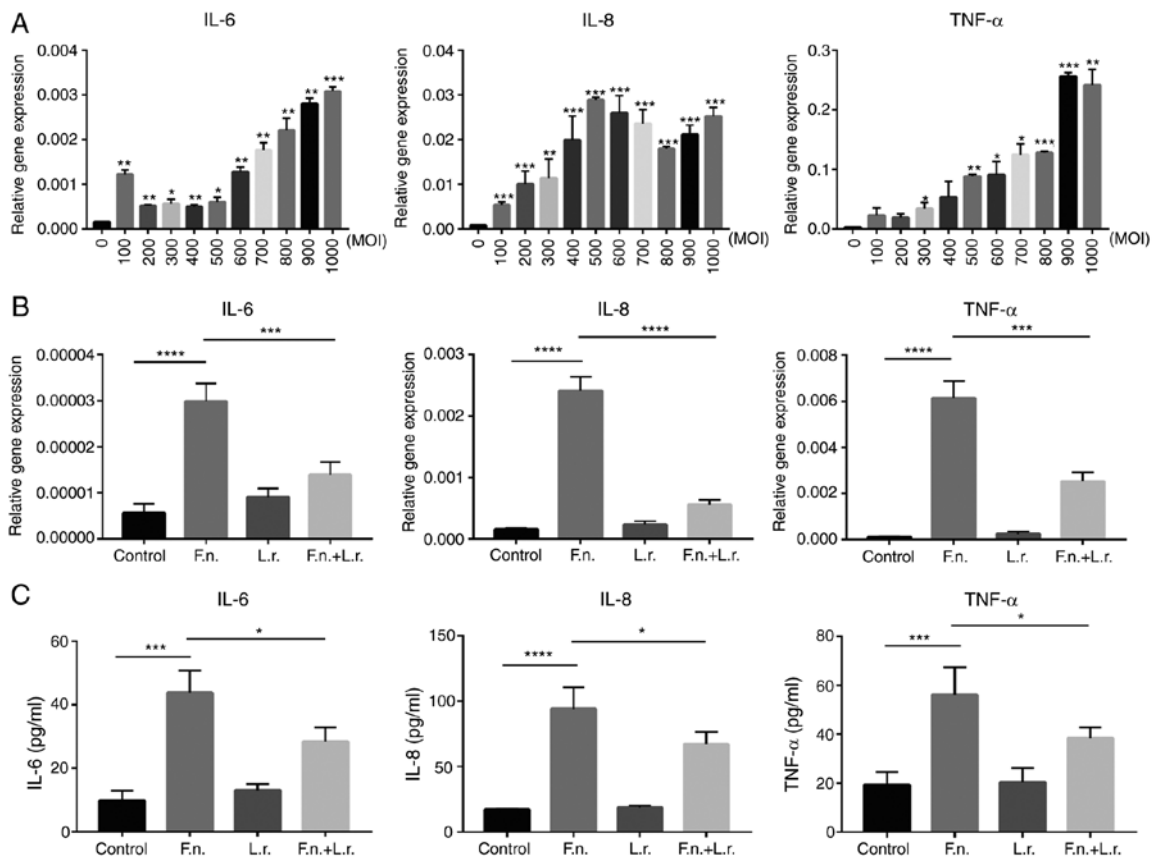 A
IL-6
Relative gene expression
0.004
0.003
0.002
0.001
0.000
** ** * ** * ** ** ** ** ***
0 100 200 300 400 500 600 700 800 900 1000 (MOI)
IL-8
Relative gene expression
0.04
0.03
0.02
0.01
0.00
*** *** ** *** *** *** *** *** *** ***
0 100 200 300 400 500 600 700 800 900 1000 (MOI)
TNF-α
Relative gene expression
0.3
0.2
0.1
0.0
* ** * * *** *** **
0 100 200 300 400 500 600 700 800 900 1000 (MOI)
B
IL-6
Relative gene expression
0.00004
0.00003
0.00002
0.00001
0.00000
**** ***
Control F.n. L.r. F.n.+L.r.
IL-8
Relative gene expression
0.003
0.002
0.001
0.000
**** ****
Control F.n. L.r. F.n.+L.r.
TNF-α
Relative gene expression
0.008
0.006
0.004
0.002
0.000
**** ***
Control F.n. L.r. F.n.+L.r.
C
IL-6
IL-6 (pg/ml)
60
40
20
0
*** *
Control F.n. L.r. F.n.+L.r.
IL-8
IL-8 (pg/ml)
150
100
50
0
**** *
Control F.n. L.r. F.n.+L.r.
TNF-α
TNF-α (pg/ml)
80
60
40
20
0
*** *
Control F.n. L.r. F.n.+L.r.